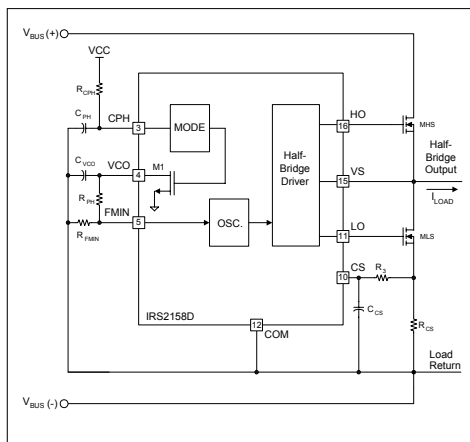 VBUS (+)
VCC
RCPH
CPH
CPH
3
MODE
HO
16
MHS
CVCO
VCO
4
M1
Half-
Bridge
Driver
VS
15
Half-
Bridge
Output
ILOAD
RPH
FMIN
5
OSC.
LO
11
MLS
RFMIN
CS
10
R3
CCS
IRS2158D
12
COM
RCS
Load
Return
VBUS (-)